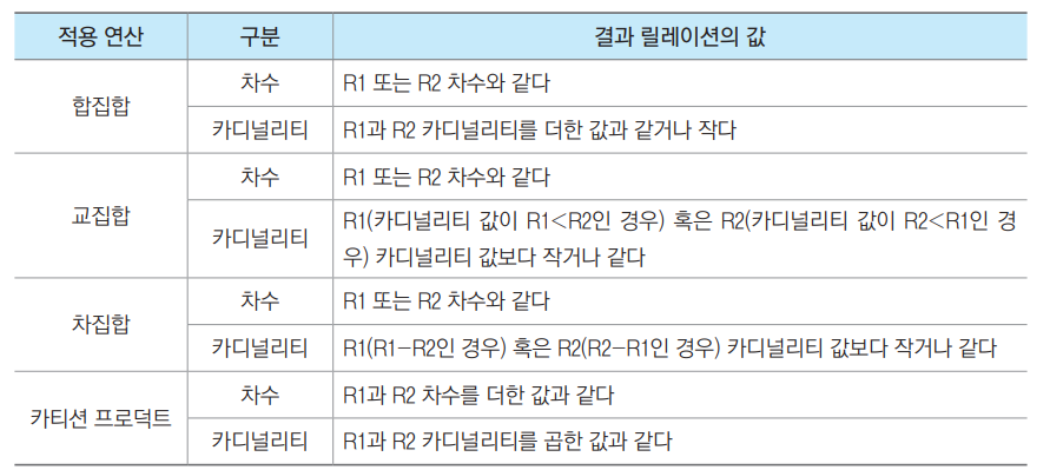 적용 연산 구분 결과 릴레이션의 값
합집합
차수 R1 또는 R2 차수와 같다
카디널리티 R1과 R2 카디널리티를 더한 값과 같거나 작다
교집합
차수 R1 또는 R2 차수와 같다
카디널리티 R1(카디널리티 값이 R1<R2인 경우) 혹은 R2(카디널리티 값이 R2<R1인 경
우) 카디널리티 값보다 작거나 같다
차집합
차수 R1 또는 R2 차수와 같다
카디널리티 R1(R1-R2인 경우) 혹은 R2(R2-R1인 경우) 카디널리티 값보다 작거나 같다
카티션 프로덕트
차수 R1과 R2 차수를 더한 값과 같다
카디널리티 R1과 R2 카디널리티를 곱한 값과 같다